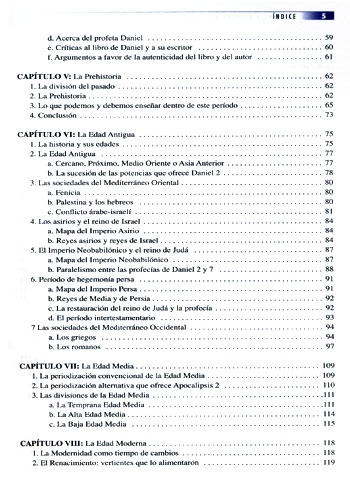 ÍNDICE 5
d. Acerca del profeta Daniel 59
e. Críticas al libro de Daniel y a su escritor 60
f. Argumentos a favor de la autenticidad del libro y del autor 61
CAPÍTULO V: La Prehistoria 62
1. La división del pasado 62
2. La Prehistoria 62
3. Lo que podemos y debemos enseñar dentro de este período 65
4. Conclusión 73
CAPÍTULO VI: La Edad Antigua 75
1. La historia y sus edades 75
2. La Edad Antigua 77
a. Cercano, Próximo, Medio Oriente o Asia Anterior 77
b. La sucesión de las potencias que ofrece Daniel 2 78
3. Las sociedades del Mediterráneo Oriental 80
a. Fenicia 80
b. Palestina y los hebreos 80
c. Conflicto árabe-israelí 81
4. Los asirios y el reino de Israel 84
a. Mapa del Imperio Asirio 84
b. Reyes asirios y reyes de Israel 84
5. El Imperio Neobabilónico y el reino de Judá 87
a. Mapa del Imperio Neobabilónico 87
b. Paralelismo entre las profecías de Daniel 2 y 7 88
6. Período de hegemonía persa 91
a. Mapa del Imperio Persa 91
b. Reyes de Media y de Persia 92
c. La restauración del reino de Judá y la profecía 92
d. El período intertestamentario 93
7 Las sociedades del Mediterráneo Occidental 94
a. Los griegos 94
b. Los romanos 97
CAPÍTULO VII: La Edad Media 109
1. La periodización convencional de la Edad Media 109
2. La periodización alternativa que ofrece Apocalipsis 2 110
3. Las divisiones de la Edad Media 111
a. La Temprana Edad Media 111
b. La Alta Edad Media 114
c. La Baja Edad Media 115
CAPÍTULO VIII: La Edad Moderna 118
1. La Modernidad como tiempo de cambios 118
2. El Renacimiento: vertientes que lo alimentaron 119